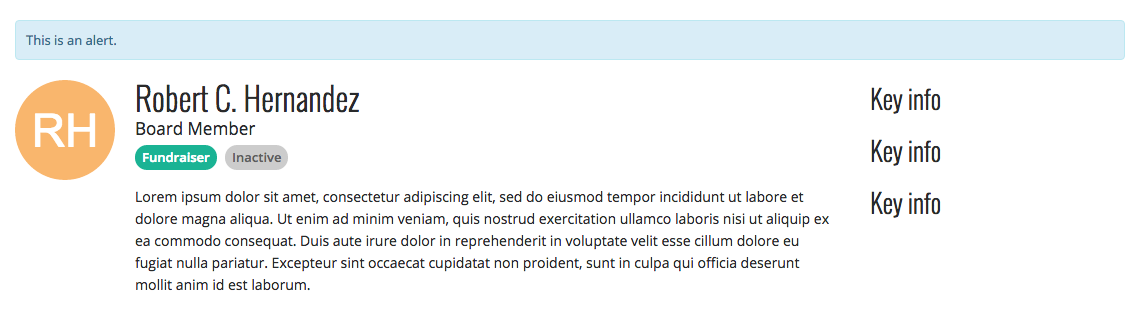 This is an alert.
RH
Robert C. Hernandez
Board Member
Fundraiser Inactive
Lorem ipsum dolor sit amet, consectetur adipiscing elit, sed do eiusmod tempor incididunt ut labore et
dolore magna aliqua. Ut enim ad minim veniam, quis nostrud exercitation ullamco laboris nisi ut aliquip ex
ea commodo consequat. Duis aute irure dolor in reprehenderit in voluptate velit esse cillum dolore eu
fugiat nulla pariatur. Excepteur sint occaecat cupidatat non proident, sunt in culpa qui officia deserunt
mollit anim id est laborum.
Key info
Key info
Key info